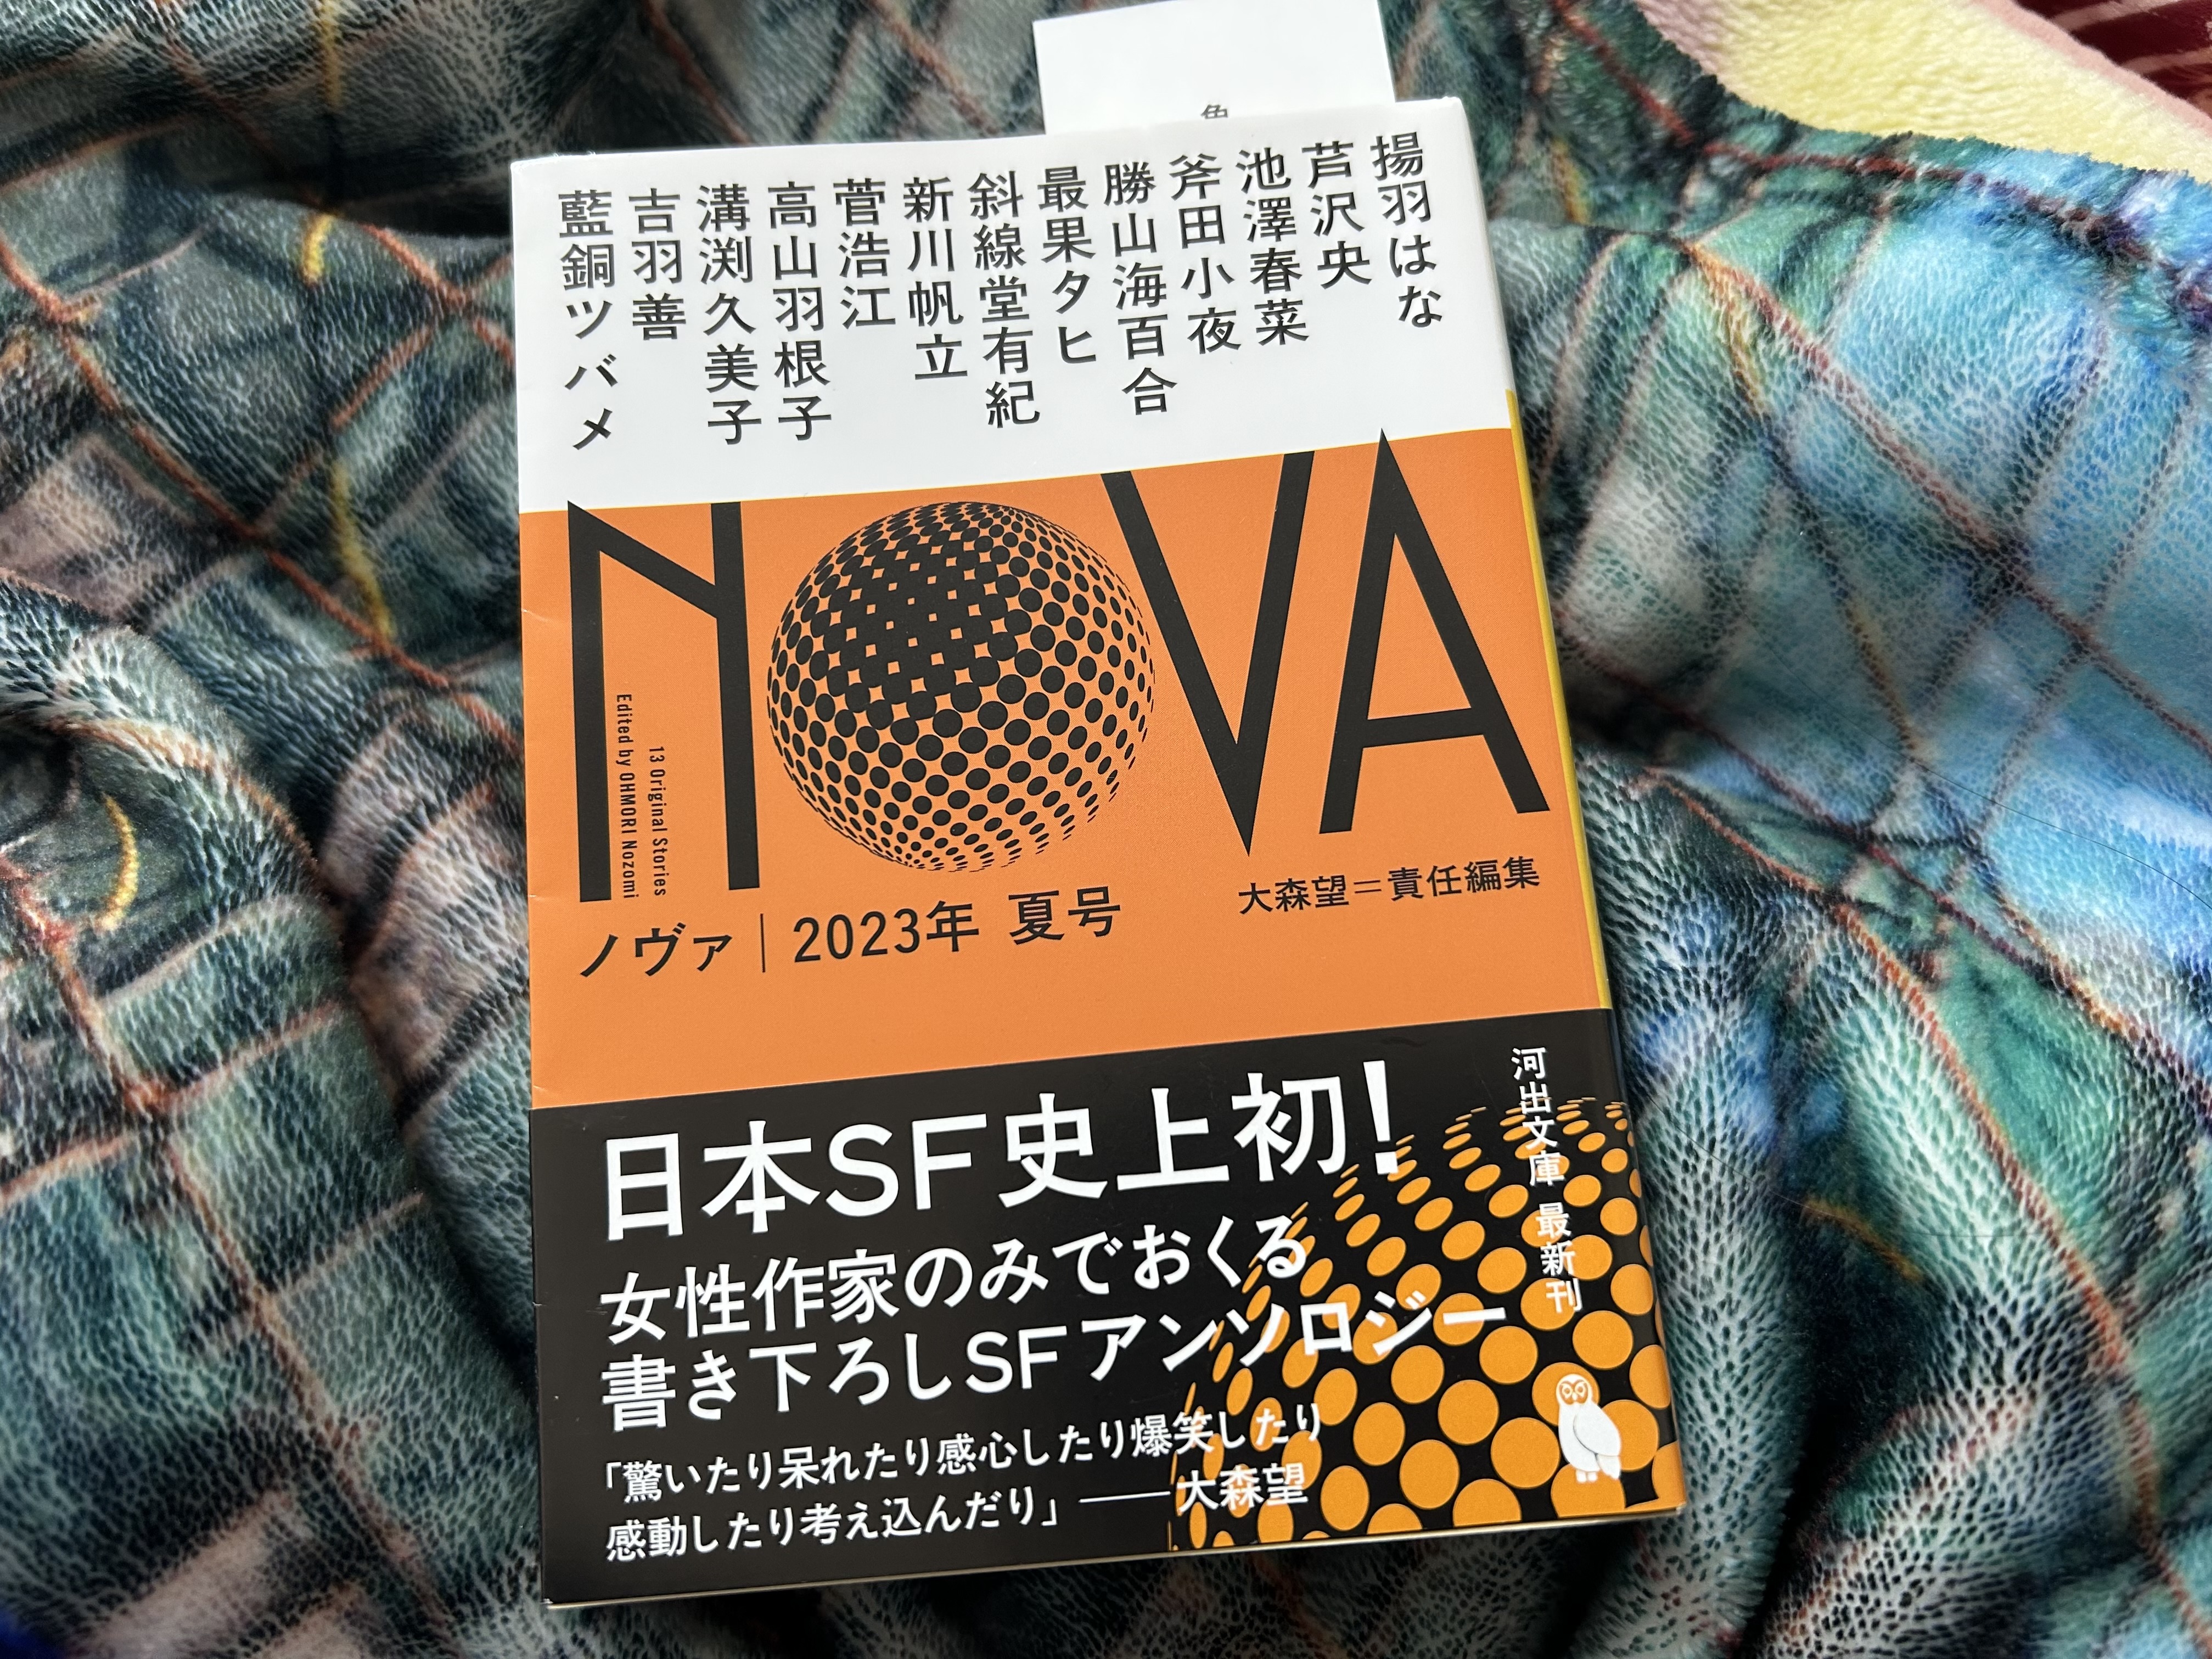 揚羽はな
芦沢央
池澤春菜
斧田小夜
勝山海百合
最果タヒ
斜線堂有紀
新川帆立
菅浩江
高山羽根子
溝渕久美子
吉羽善
藍銅ツバメ
NOVA
13 Original Stories
Edited by OHMORI Nozomi
ノヴァ｜2023年 夏号
大森望＝責任編集
河出文庫 最新刊
日本SF史上初!
女性作家のみでおくる
書き下ろしSFアンソロジー
「驚いたり呆れたり感心したり爆笑したり
感動したり考え込んだり」——大森望